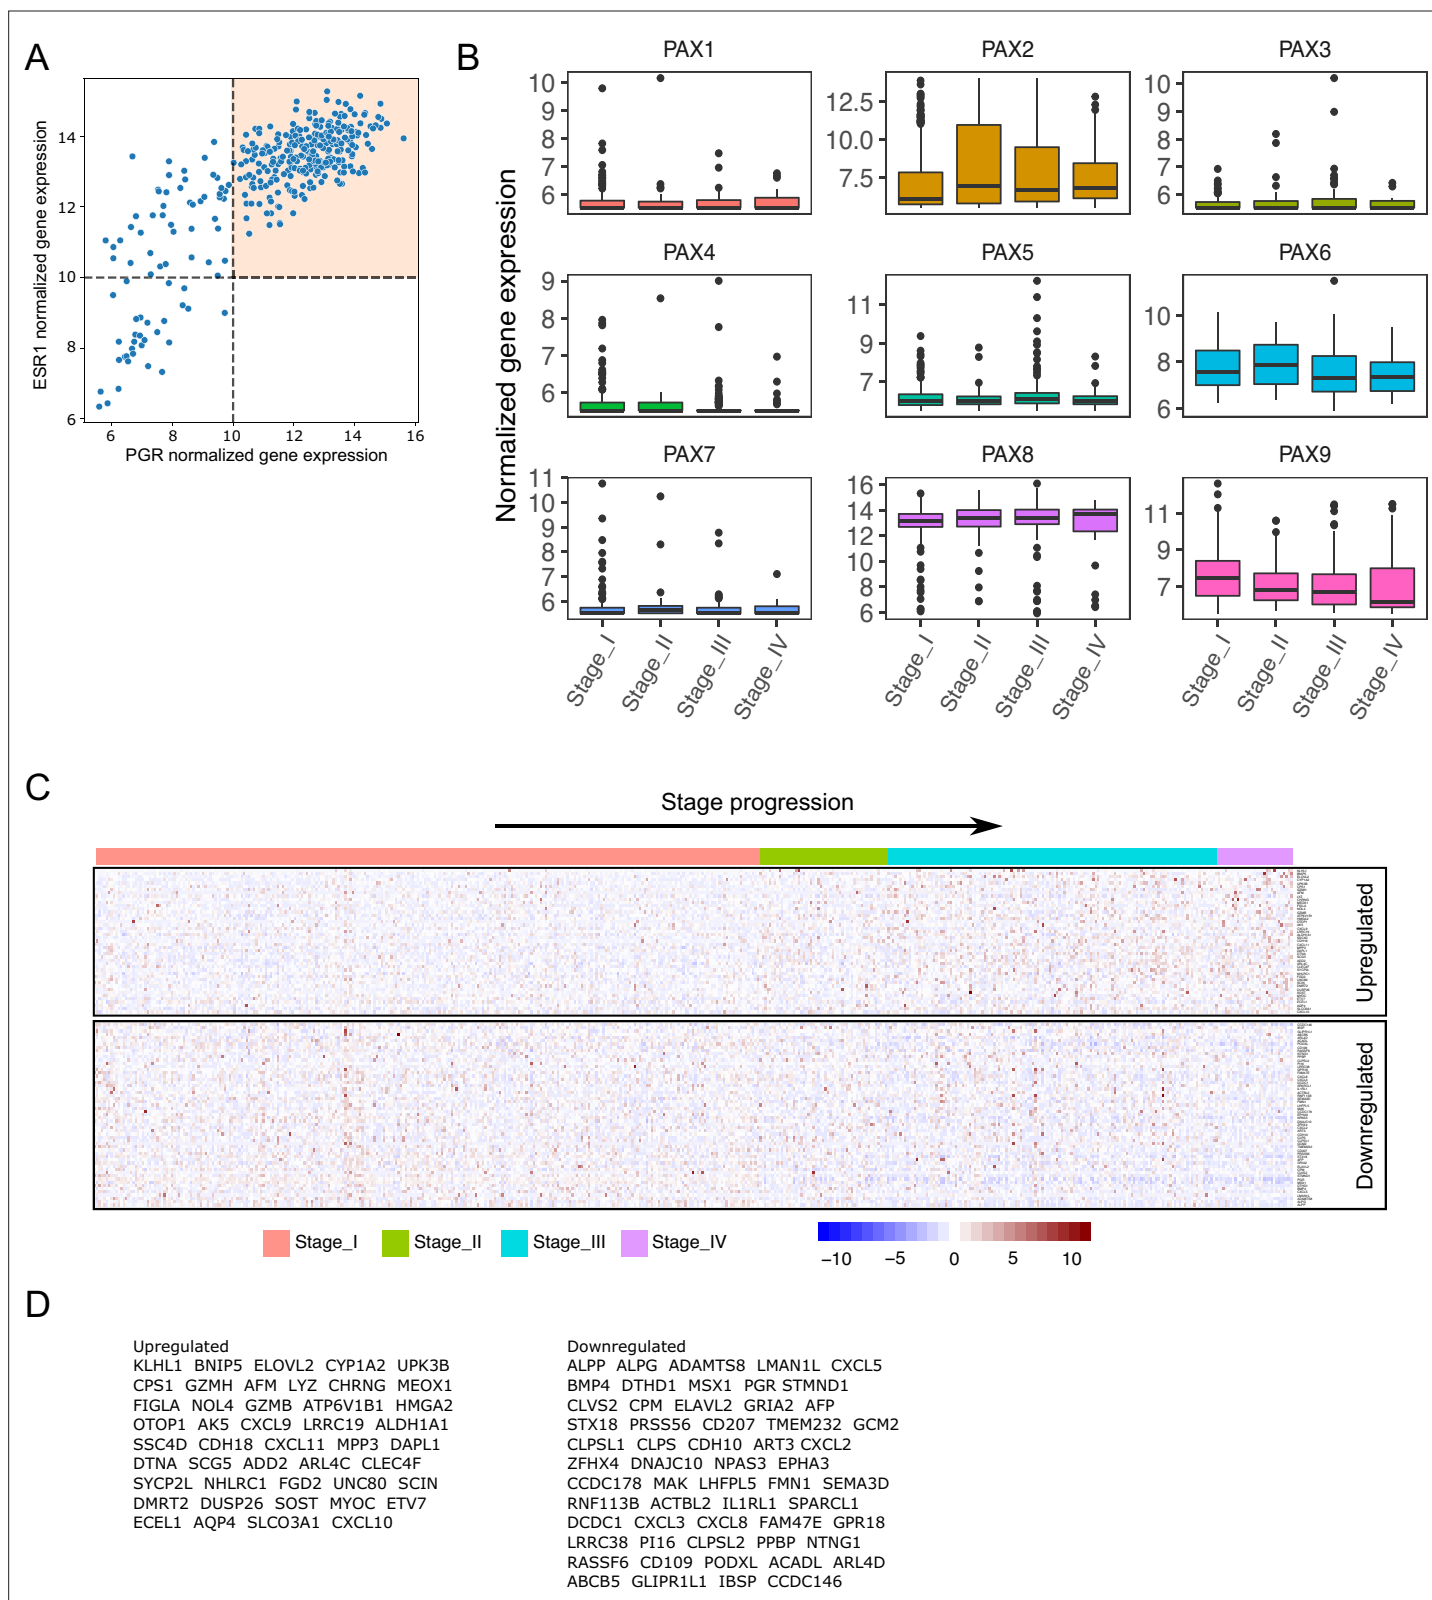 A
ESR1 normalized gene expression
14
12
10
8
6
6 8 10 12 14 16
PGR normalized gene expression
B
Normalized gene expression
PAX1
10
9
8
7
6
PAX2
12.5
10.0
7.5
PAX3
10
9
8
7
6
PAX4
9
8
7
6
PAX5
11
9
7
PAX6
10
8
6
PAX7
11
10
9
8
7
6
Stage_I Stage_II Stage_III Stage_IV
PAX8
16
14
12
10
8
6
Stage_I Stage_II Stage_III Stage_IV
PAX9
11
9
7
Stage_I Stage_II Stage_III Stage_IV
C
Stage progression
Upregulated
Downregulated
Stage_I Stage_II Stage_III Stage_IV
−10 −5 0 5 10
D
Upregulated
KLHL1 BNIP5 ELOVL2 CYP1A2 UPK3B
CPS1 GZMH AFM LYZ CHRNG MEOX1
FIGLA NOL4 GZMB ATP6V1B1 HMGA2
OTOP1 AK5 CXCL9 LRRC19 ALDH1A1
SSC4D CDH18 CXCL11 MPP3 DAPL1
DTNA SCG5 ADD2 ARL4C CLEC4F
SYCP2L NHLRC1 FGD2 UNC80 SCIN
DMRT2 DUSP26 SOST MYOC ETV7
ECEL1 AQP4 SLCO3A1 CXCL10
Downregulated
ALPP ALPG ADAMTS8 LMAN1L CXCL5
BMP4 DTHD1 MSX1 PGR STMND1
CLVS2 CPM ELAVL2 GRIA2 AFP
STX18 PRSS56 CD207 TMEM232 GCM2
CLPSL1 CLPS CDH10 ART3 CXCL2
ZFHX4 DNAJC10 NPAS3 EPHA3
CCDC178 MAK LHFPL5 FMN1 SEMA3D
RNF113B ACTBL2 IL1RL1 SPARCL1
DCDC1 CXCL3 CXCL8 FAM47E GPR18
LRRC38 PI16 CLPSL2 PPBP NTNG1
RASSF6 CD109 PODXL ACADL ARL4D
ABCB5 GLIPR1L1 IBSP CCDC146